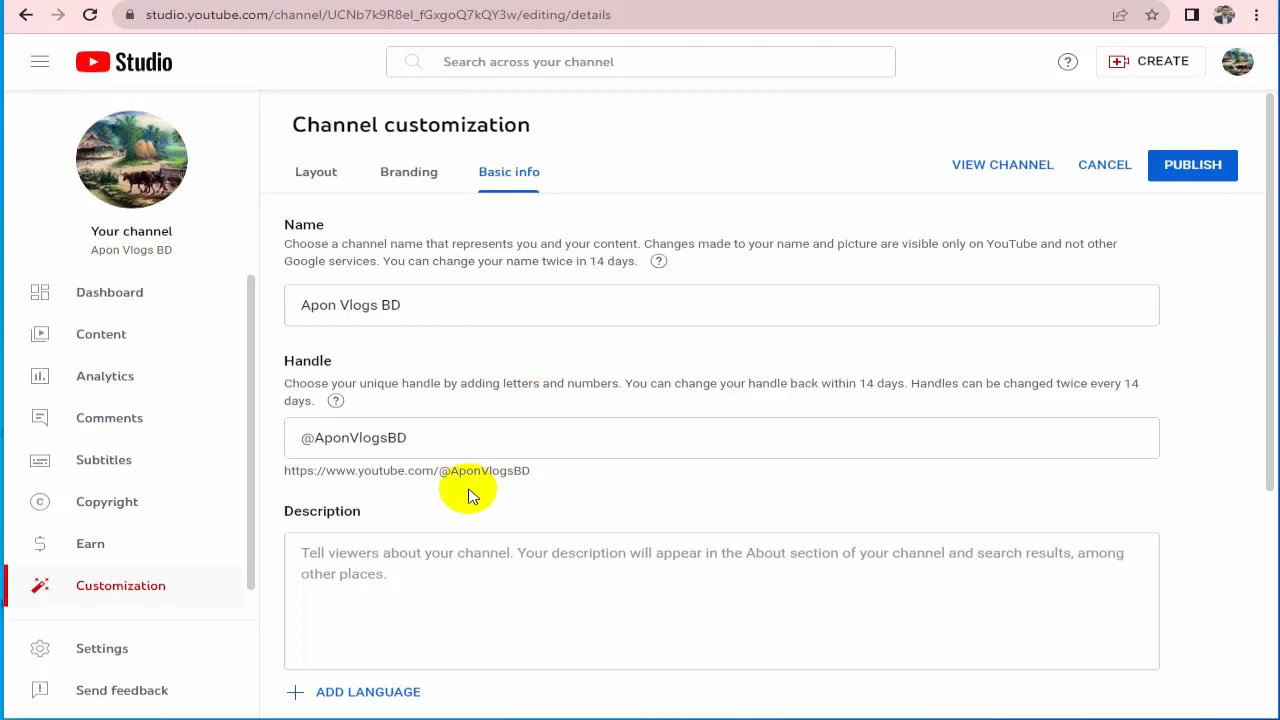 studio.youtube.com/channel/UCNb7k9R8el_fGxgoQ7kQY3w/editing/details
Studio
Search across your channel
?
CREATE
Your channel
Apon Vlogs BD
Dashboard
Content
Analytics
Comments
Subtitles
Copyright
Earn
Customization
Settings
Send feedback
Channel customization
Layout
Branding
Basic info
VIEW CHANNEL
CANCEL
PUBLISH
Name
Choose a channel name that represents you and your content. Changes made to your name and picture are visible only on YouTube and not other
Google services. You can change your name twice in 14 days. ?
Apon Vlogs BD
Handle
Choose your unique handle by adding letters and numbers. You can change your handle back within 14 days. Handles can be changed twice every 14
days. ?
@AponVlogsBD
https://www.youtube.com/@AponVlogsBD
Description
Tell viewers about your channel. Your description will appear in the About section of your channel and search results, among
other places.
ADD LANGUAGE